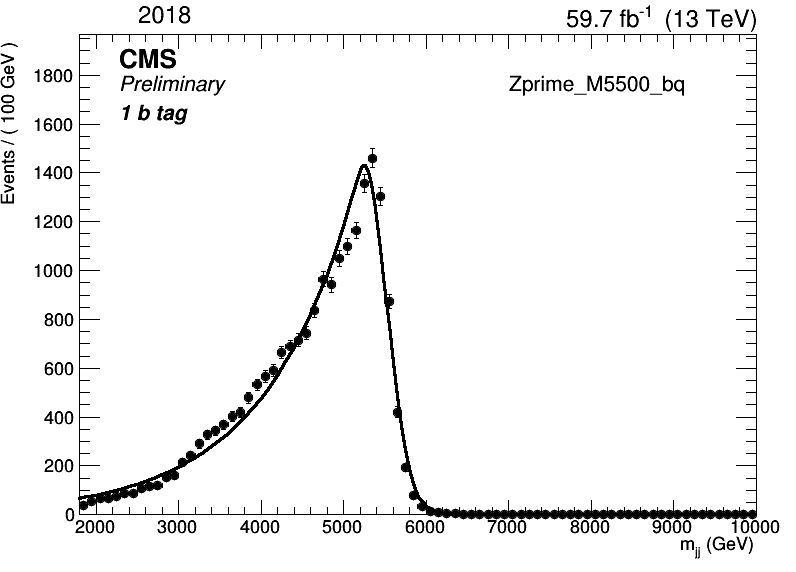 2018
59.7 fb-1 (13 TeV)
CMS
Preliminary
1 b tag
Zprime_M5500_bq
Events / ( 100 GeV )
1800
1600
1400
1200
1000
800
600
400
200
0
2000 3000 4000 5000 6000 7000 8000 9000 10000
mjj (GeV)